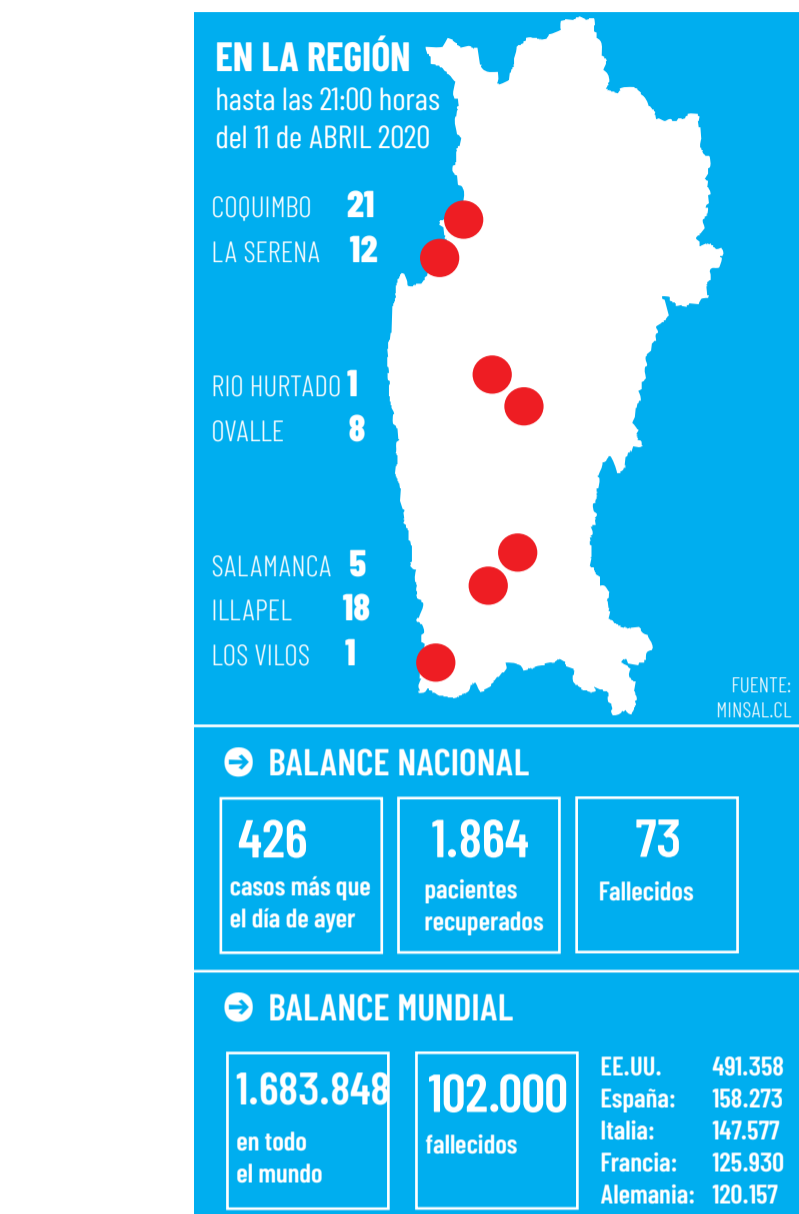 EN LA REGIÓN
hasta las 21:00 horas
del 11 de ABRIL 2020
COQUIMBO 21
LA SERENA 12
RIO HURTADO 1
OVALLE 8
SALAMANCA 5
ILLAPEL 18
LOS VILOS 1
FUENTE:
MINSAL.CL
BALANCE NACIONAL
426
casos más que
el día de ayer
1.864
pacientes
recuperados
73
Fallecidos
BALANCE MUNDIAL
1.683.848
en todo
el mundo
102.000
fallecidos
EE.UU. 491.358
España: 158.273
Italia: 147.577
Francia: 125.930
Alemania: 120.157